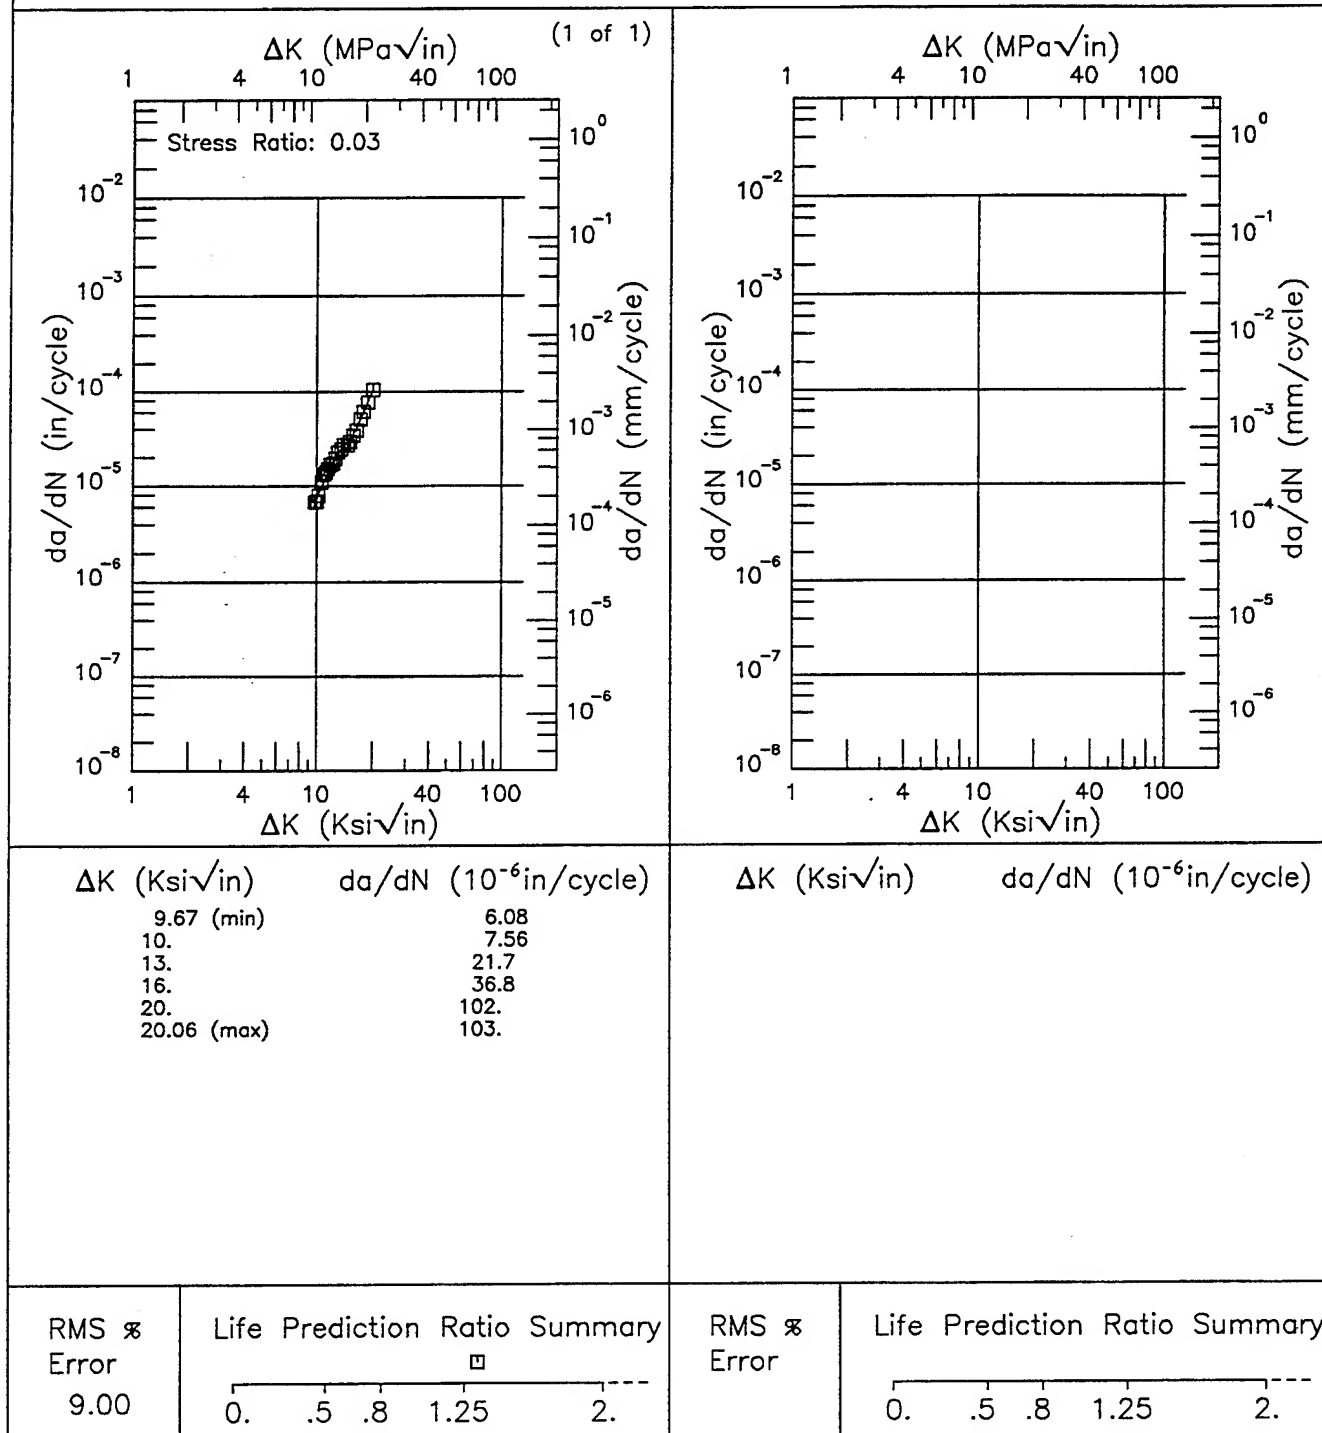 (1 of 1)
ΔK (MPa√in)
1 4 10 40 100
Stress Ratio: 0.03
10⁻²
10⁻³
10⁻⁴
10⁻⁵
10⁻⁶
10⁻⁷
10⁻⁸
da/dN (in/cycle)
10⁰
10⁻¹
10⁻²
10⁻³
10⁻⁴
10⁻⁵
10⁻⁶
da/dN (mm/cycle)
1 4 10 40 100
ΔK (Ksi√in)
ΔK (MPa√in)
1 4 10 40 100
10⁻²
10⁻³
10⁻⁴
10⁻⁵
10⁻⁶
10⁻⁷
10⁻⁸
da/dN (in/cycle)
10⁰
10⁻¹
10⁻²
10⁻³
10⁻⁴
10⁻⁵
10⁻⁶
da/dN (mm/cycle)
1 4 10 40 100
ΔK (Ksi√in)
ΔK (Ksi√in) da/dN (10⁻⁶in/cycle)
9.67 (min) 6.08
10. 7.56
13. 21.7
16. 36.8
20. 102.
20.06 (max) 103.
ΔK (Ksi√in) da/dN (10⁻⁶in/cycle)
RMS %
Error
9.00
Life Prediction Ratio Summary
0. .5 .8 1.25 2.
RMS %
Error
Life Prediction Ratio Summary
0. .5 .8 1.25 2.